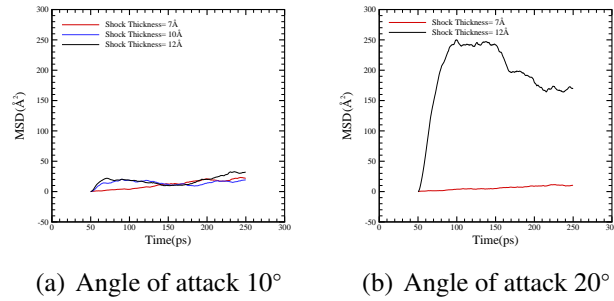 Shock Thickness= 7Å
Shock Thickness= 10Å
Shock Thickness= 12Å
MSD(Å²)
300
250
200
150
100
50
0
-50
0 50 100 150 200 250 300
Time(ps)
(a) Angle of attack 10°
Shock Thickness= 7Å
Shock Thickness= 12Å
MSD(Å²)
300
250
200
150
100
50
0
-50
0 50 100 150 200 250 300
Time(ps)
(b) Angle of attack 20°